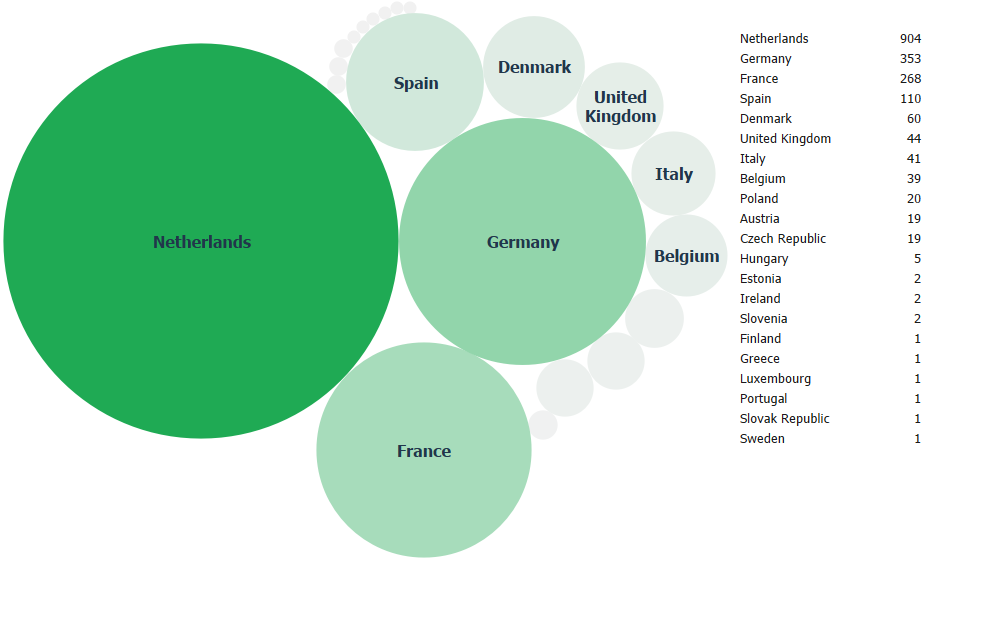 Spain
Denmark
United
Kingdom
Italy
Netherlands
Germany
Belgium
France
Netherlands 904
Germany 353
France 268
Spain 110
Denmark 60
United Kingdom 44
Italy 41
Belgium 39
Poland 20
Austria 19
Czech Republic 19
Hungary 5
Estonia 2
Ireland 2
Slovenia 2
Finland 1
Greece 1
Luxembourg 1
Portugal 1
Slovak Republic 1
Sweden 1